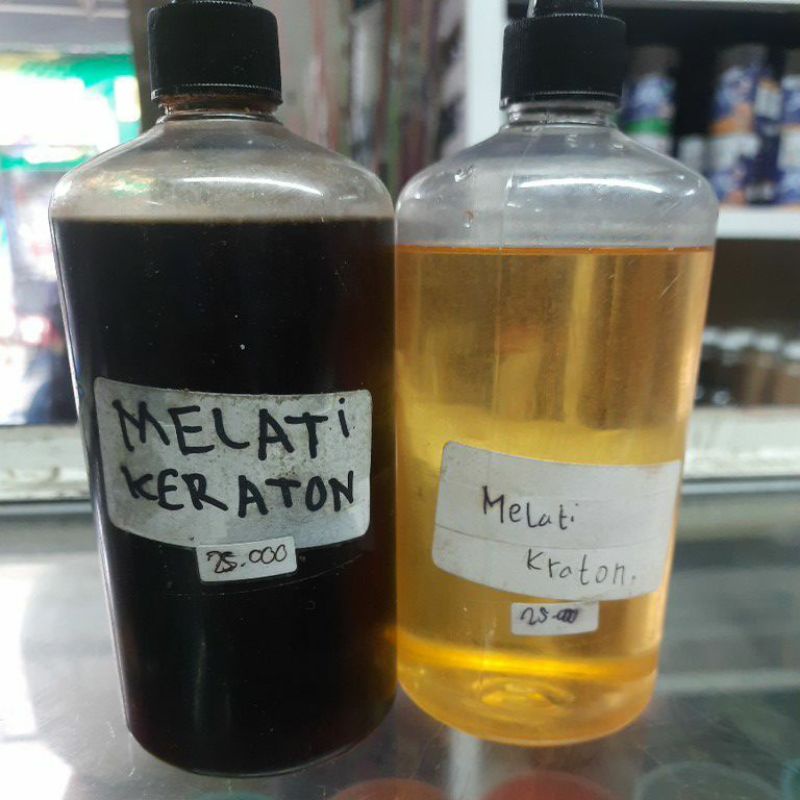 MELATi
KERATON
25.000
Melati
Kraton.
25.000